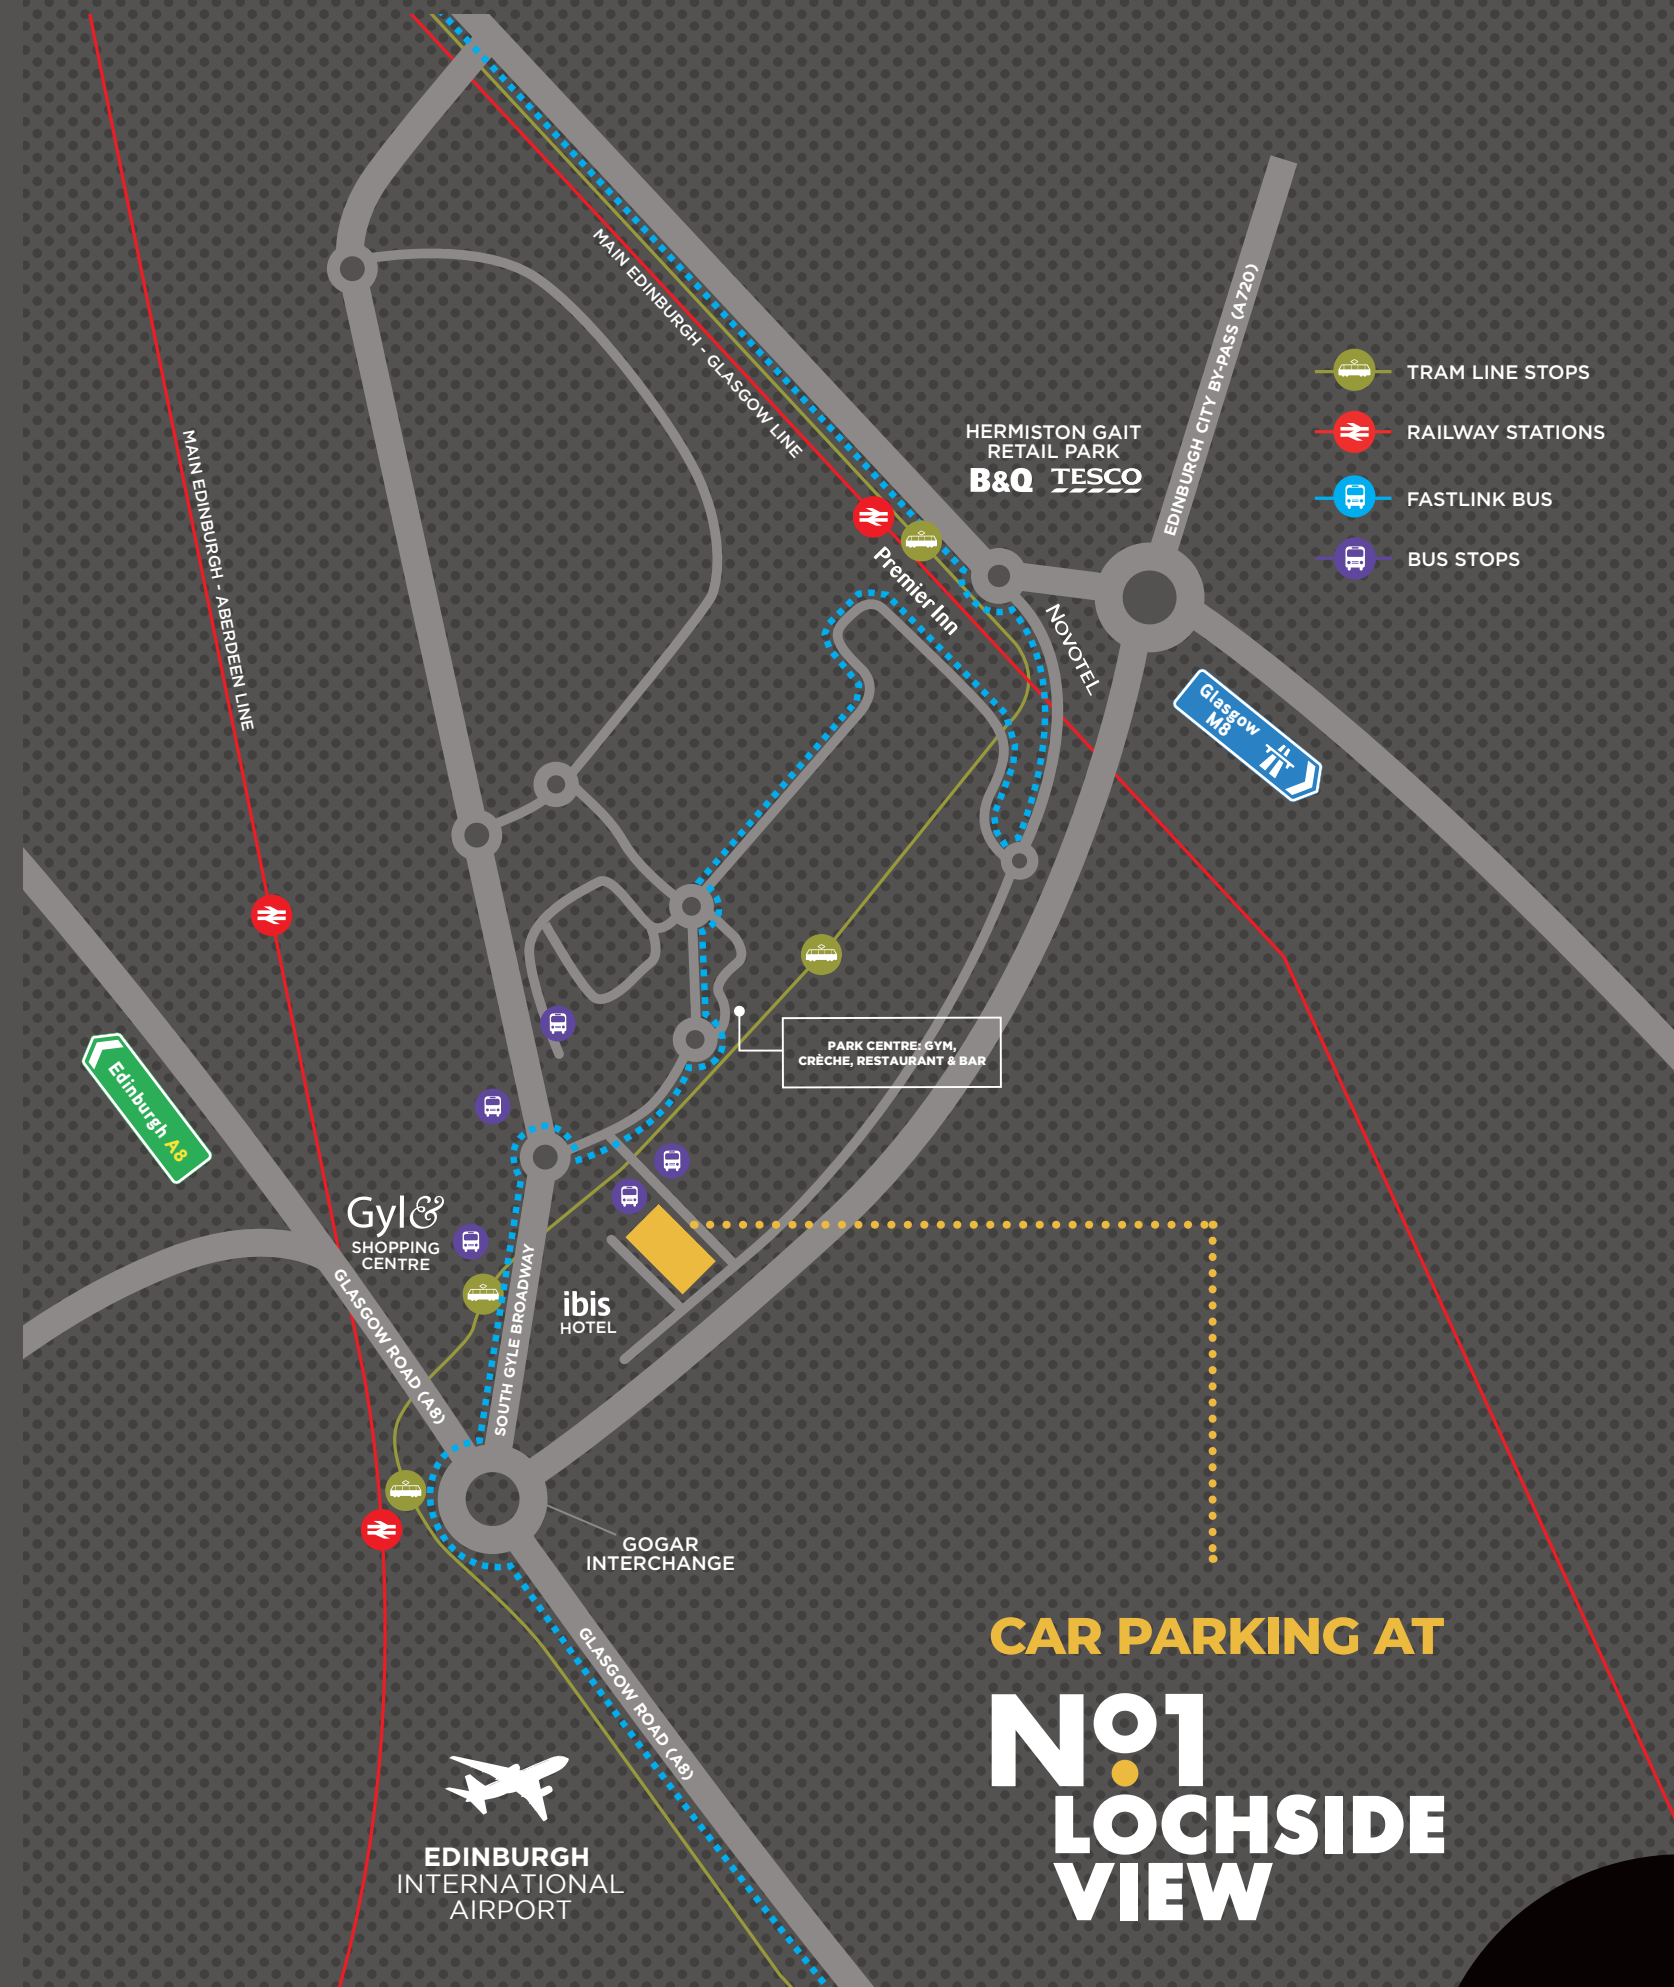 MAIN EDINBURGH - GLASGOW LINE
EDINBURGH CITY BY-PASS (A720)
TRAM LINE STOPS
RAILWAY STATIONS
FASTLINK BUS
BUS STOPS
HERMISTON GAIT
RETAIL PARK
B&Q TESCO
MAIN EDINBURGH - ABERDEEN LINE
Premier Inn
NOVOTEL
Glasgow
M8
PARK CENTRE: GYM,
CRÈCHE, RESTAURANT & BAR
Edinburgh A8
Gyle
SHOPPING
CENTRE
GLASGOW ROAD (A8)
SOUTH GYLE BROADWAY
ibis
HOTEL
GOGAR
INTERCHANGE
GLASGOW ROAD (A8)
CAR PARKING AT
Nº1
LOCHSIDE
VIEW
EDINBURGH
INTERNATIONAL
AIRPORT